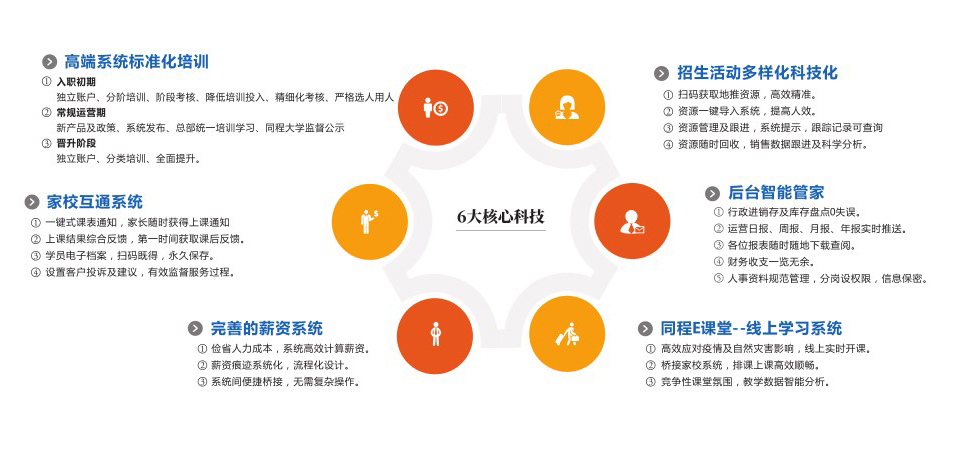 高端系统标准化培训
① 入职初期
独立账户、分阶培训、阶段考核、降低培训投入、精细化考核、严格选人用人
② 常规运营期
新产品及政策、系统发布、总部统一培训学习、同程大学监督公示
③ 晋升阶段
独立账户、分类培训、全面提升。
招生活动多样化科技化
① 扫码获取地推资源，高效精准。
② 资源一键导入系统，提高人效。
③ 资源管理及跟进，系统提示，跟踪记录可查询
④ 资源随时回收，销售数据跟进及科学分析。
家校互通系统
① 一键式课表通知，家长随时获得上课通知
② 上课结果综合反馈，第一时间获取课后反馈。
③ 学员电子档案，扫码既得，永久保存。
④ 设置客户投诉及建议，有效监督服务过程。
6大核心科技
后台智能管家
① 行政进销存及库存盘点0失误。
② 运营日报、周报、月报、年报实时推送。
③ 各位报表随时随地下载查阅。
④ 财务收支一览无余。
⑤ 人事资料规范管理，分岗设权限，信息保密。
完善的薪资系统
① 俭省人力成本，系统高效计算薪资。
② 薪资痕迹系统化，流程化设计。
③ 系统间便捷桥接，无需复杂操作。
同程E课堂--线上学习系统
① 高效应对疫情及自然灾害影响，线上实时开课。
② 桥接家校系统，排课上课高效顺畅。
③ 竞争性课堂氛围，教学数据智能分析。